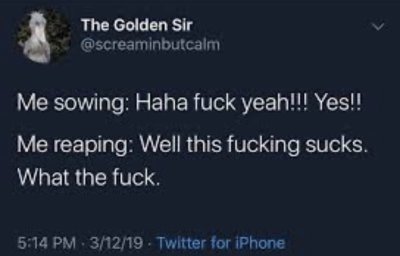 The Golden Sir
@screaminbutcalm
Me sowing: Haha fuck yeah!!! Yes!!
Me reaping: Well this fucking sucks.
What the fuck.
5:14 PM · 3/12/19 · Twitter for iPhone